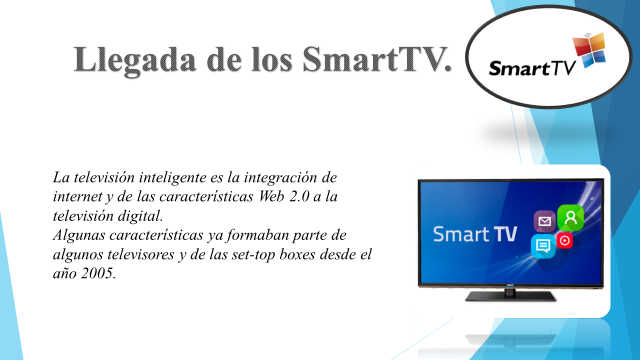 Llegada de los SmartTV.
SmartTV
La televisión inteligente es la integración de
internet y de las características Web 2.0 a la
televisión digital.
Algunas características ya formaban parte de
algunos televisores y de las set-top boxes desde el
año 2005.
Smart TV